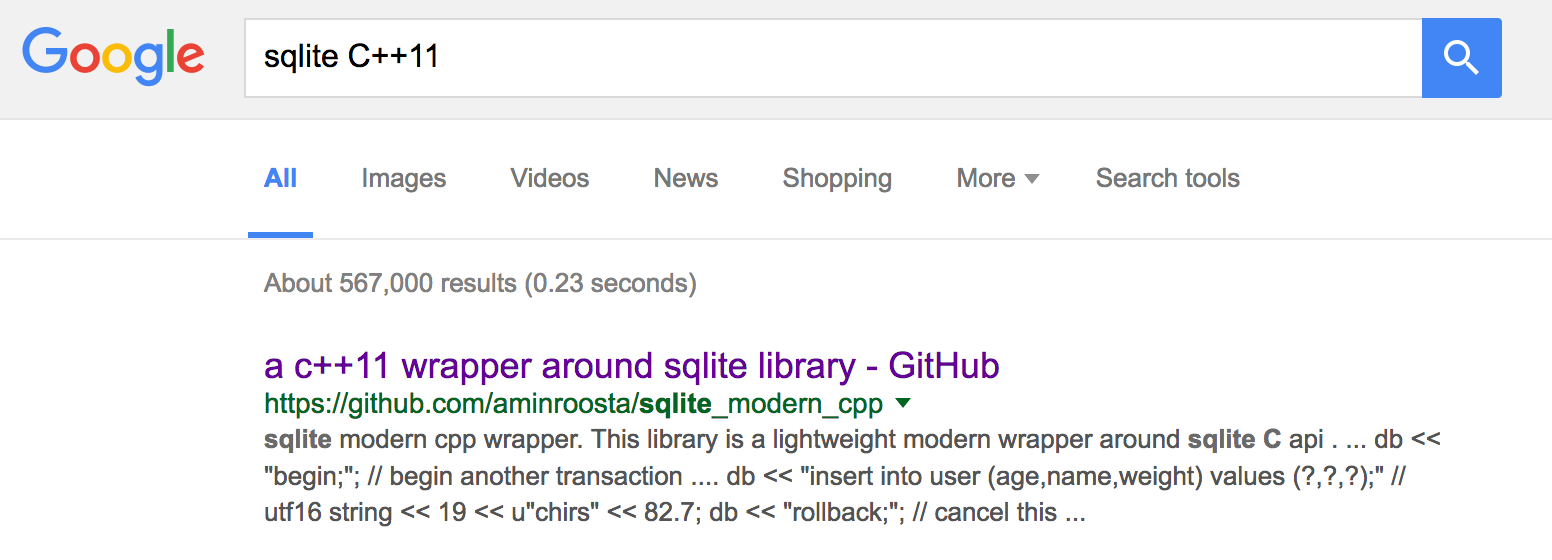 Google
sqlite C++11
All Images Videos News Shopping More Search tools
About 567,000 results (0.23 seconds)
a c++11 wrapper around sqlite library - GitHub
https://github.com/aminroosta/sqlite_modern_cpp
sqlite modern cpp wrapper. This library is a lightweight modern wrapper around sqlite C api . ... db <<
"begin;"; // begin another transaction .... db << "insert into user (age,name,weight) values (?,?,?);" //
utf16 string << 19 << u"chirs" << 82.7; db << "rollback;"; // cancel this ...